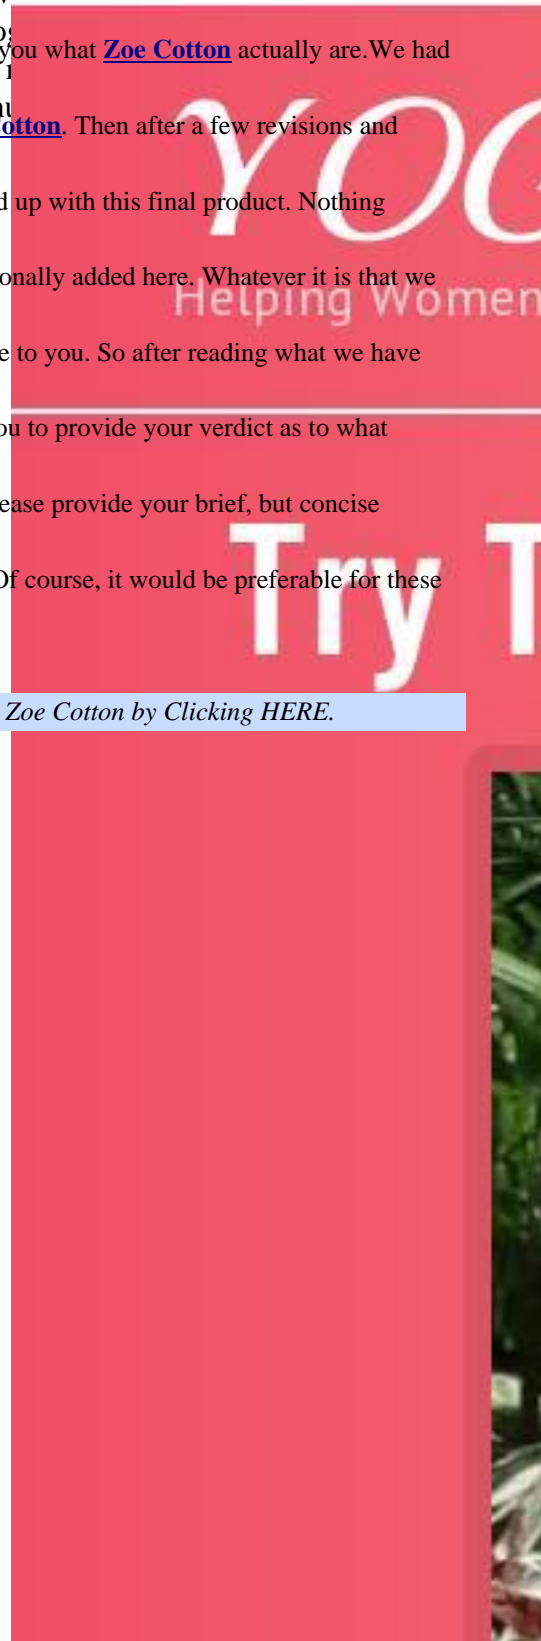 you what Zoe Cotton actually are.We had
otton. Then after a few revisions and
YOG
up with this final product. Nothing
onally added here. Whatever it is that we
Helping Women
e to you. So after reading what we have
ou to provide your verdict as to what
ease provide your brief, but concise
Try T
Of course, it would be preferable for these
Zoe Cotton by Clicking HERE.